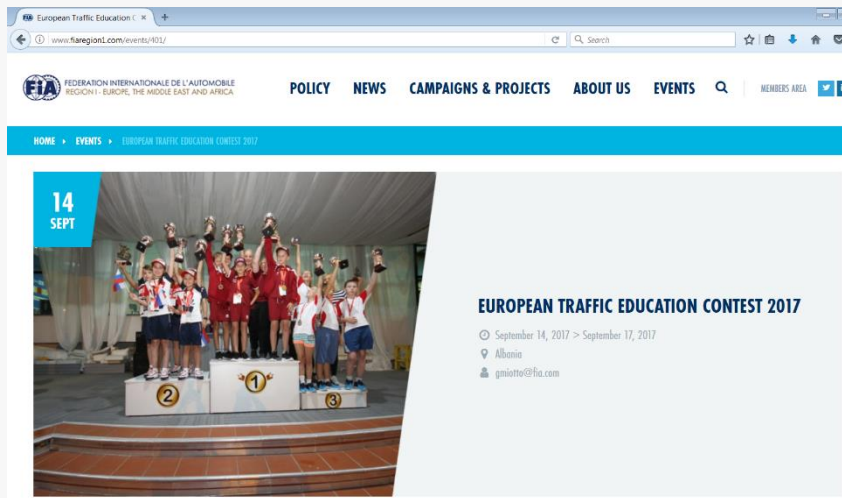 European Traffic Education C
www.fiaregion1.com/events/401/
Search
FiA
FEDERATION INTERNATIONALE DE L'AUTOMOBILE
REGION I - EUROPE, THE MIDDLE EAST AND AFRICA
POLICY NEWS CAMPAIGNS & PROJECTS ABOUT US EVENTS MEMBERS AREA
HOME EVENTS EUROPEAN TRAFFIC EDUCATION CONTEST 2017
14
SEPT
2 1 3
EUROPEAN TRAFFIC EDUCATION CONTEST 2017
September 14, 2017 > September 17, 2017
Albania
gmiotto@fia.com